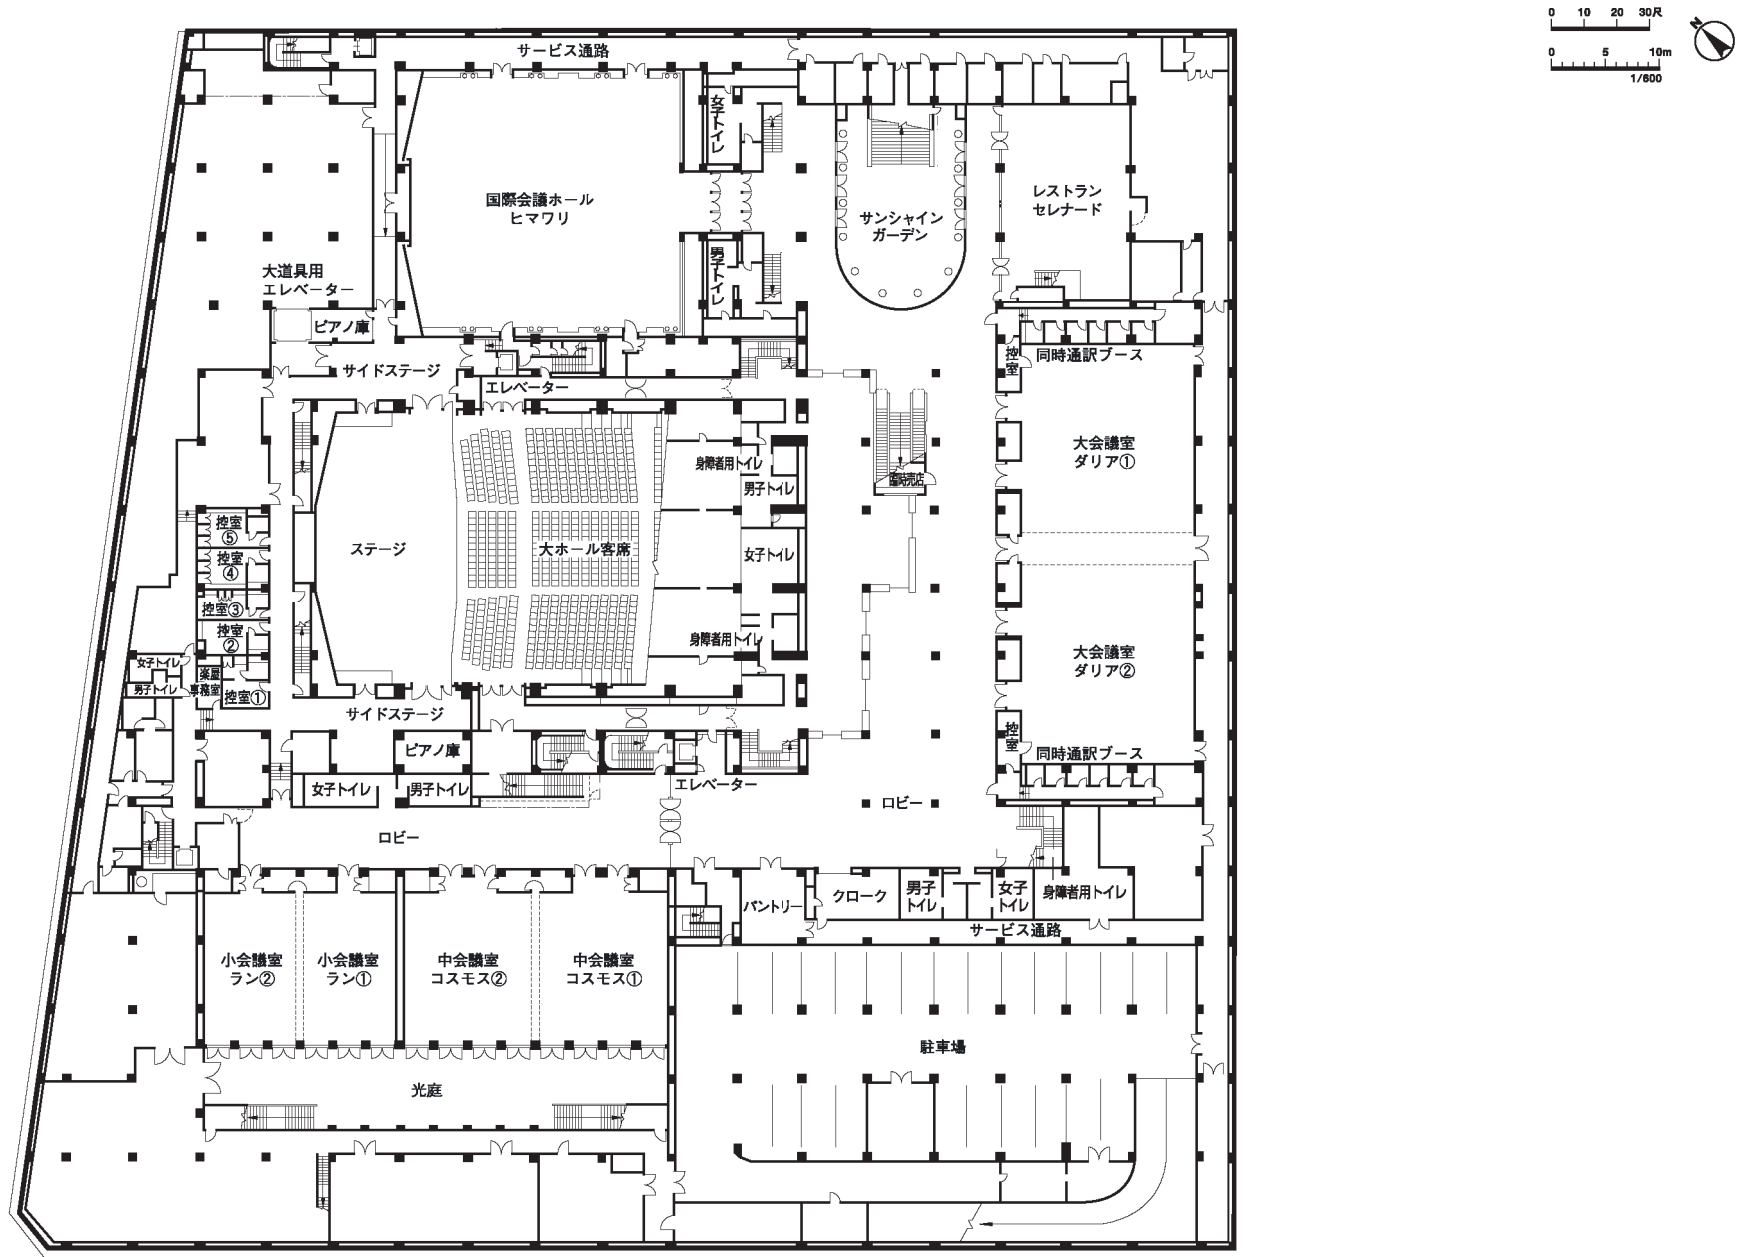 0 10 20 30尺
0 5 10m
1/600
N
サービス通路
女子トイレ
国際会議ホール
ヒマワリ
サンシャイン
ガーデン
レストラン
セレナード
男子トイレ
大道具用
エレベーター
ピアノ庫
サイドステージ
エレベーター
控室
同時通訳ブース
大会議室
ダリア①
身障者用トイレ
男子トイレ
臨時売店
控室
⑤
ステージ
大ホール客席
女子トイレ
控室
④
控室③
控室
②
身障者用トイレ
大会議室
ダリア②
女子トイレ
男子トイレ
楽屋
事務室
控室①
サイドステージ
ピアノ庫
控室
同時通訳ブース
女子トイレ
男子トイレ
エレベーター
ロビー
ロビー
パントリー
クローク
男子
トイレ
女子
トイレ
身障者用トイレ
サービス通路
小会議室
ラン②
小会議室
ラン①
中会議室
コスモス②
中会議室
コスモス①
駐車場
光庭